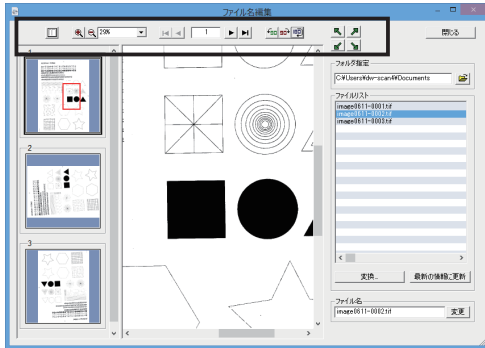 ファイル名編集
29%
1
閉じる
1
2
3
フォルダ指定
C:¥Users¥dw-scan4¥Documents
ファイルリスト
image0611-0001.tif
image0611-0002.tif
image0611-0003.tif
変換...
最新の情報に更新
ファイル名
image0611-0002.tif
変更